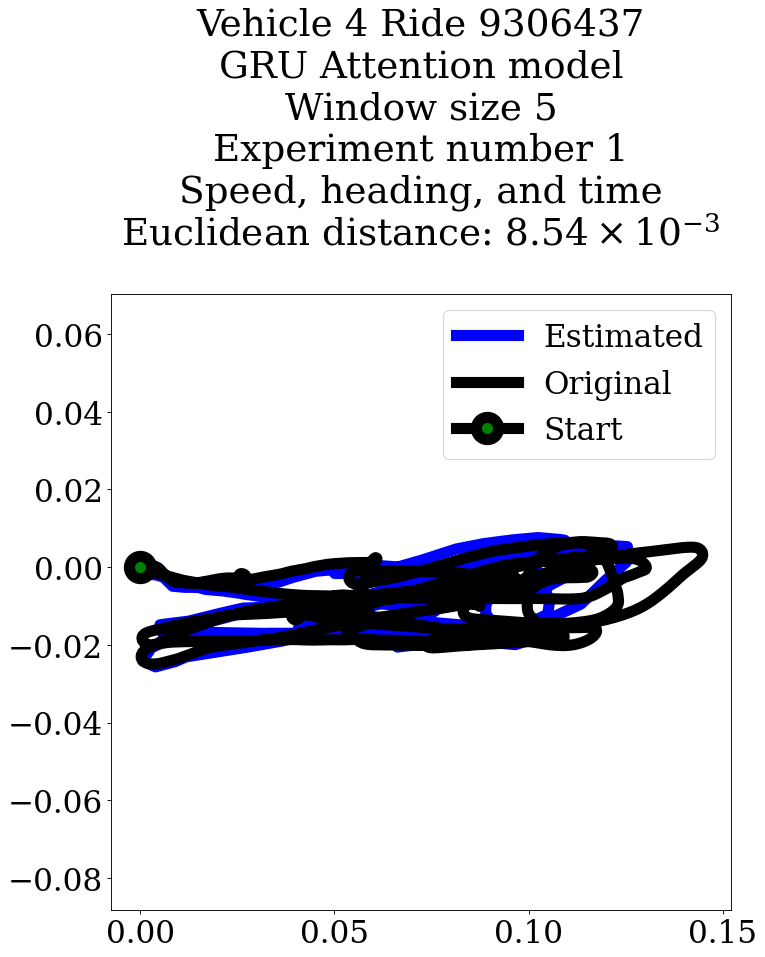 Vehicle 4 Ride 9306437
GRU Attention model
Window size 5
Experiment number 1
Speed, heading, and time
Euclidean distance: 8.54 × 10⁻³
Estimated
Original
Start
0.06
0.04
0.02
0.00
−0.02
−0.04
−0.06
−0.08
0.00 0.05 0.10 0.15